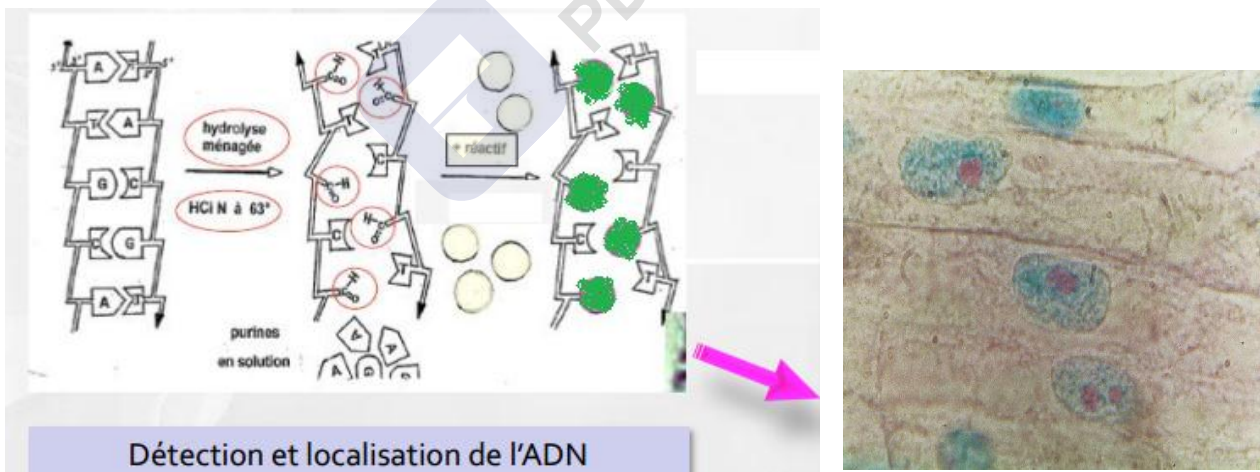 A
T A
G C
C G
A
hydrolyse
ménagée
HCl N à 63°
purines
en solution
+ réactif
Détection et localisation de l'ADN